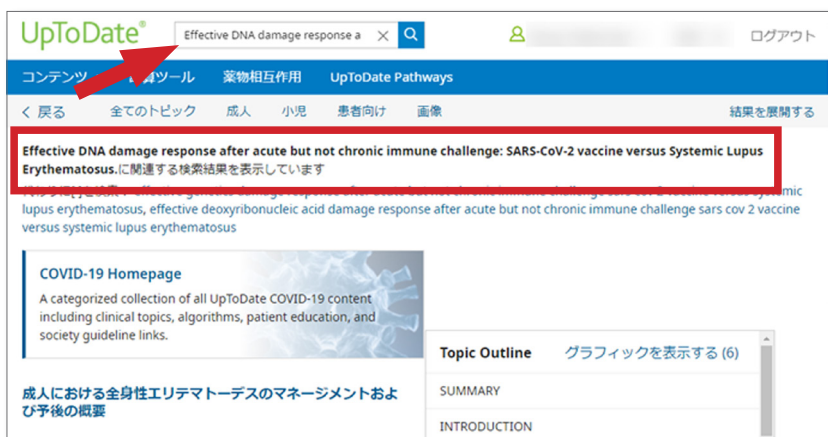 UpToDate®
Effective DNA damage response a
ログアウト
コンテンツ ツール 薬物相互作用 UpToDate Pathways
戻る 全てのトピック 成人 小児 患者向け 画像 結果を展開する
Effective DNA damage response after acute but not chronic immune challenge: SARS-CoV-2 vaccine versus Systemic Lupus
Erythematosus.に関連する検索結果を表示しています
lupus erythematosus, effective deoxyribonucleic acid damage response after acute but not chronic immune challenge sars cov 2 vaccine
versus systemic lupus erythematosus
COVID-19 Homepage
A categorized collection of all UpToDate COVID-19 content
including clinical topics, algorithms, patient education, and
society guideline links.
Topic Outline グラフィックを表示する (6)
成人における全身性エリテマトーデスのマネージメントおよ
び予後の概要
SUMMARY
INTRODUCTION